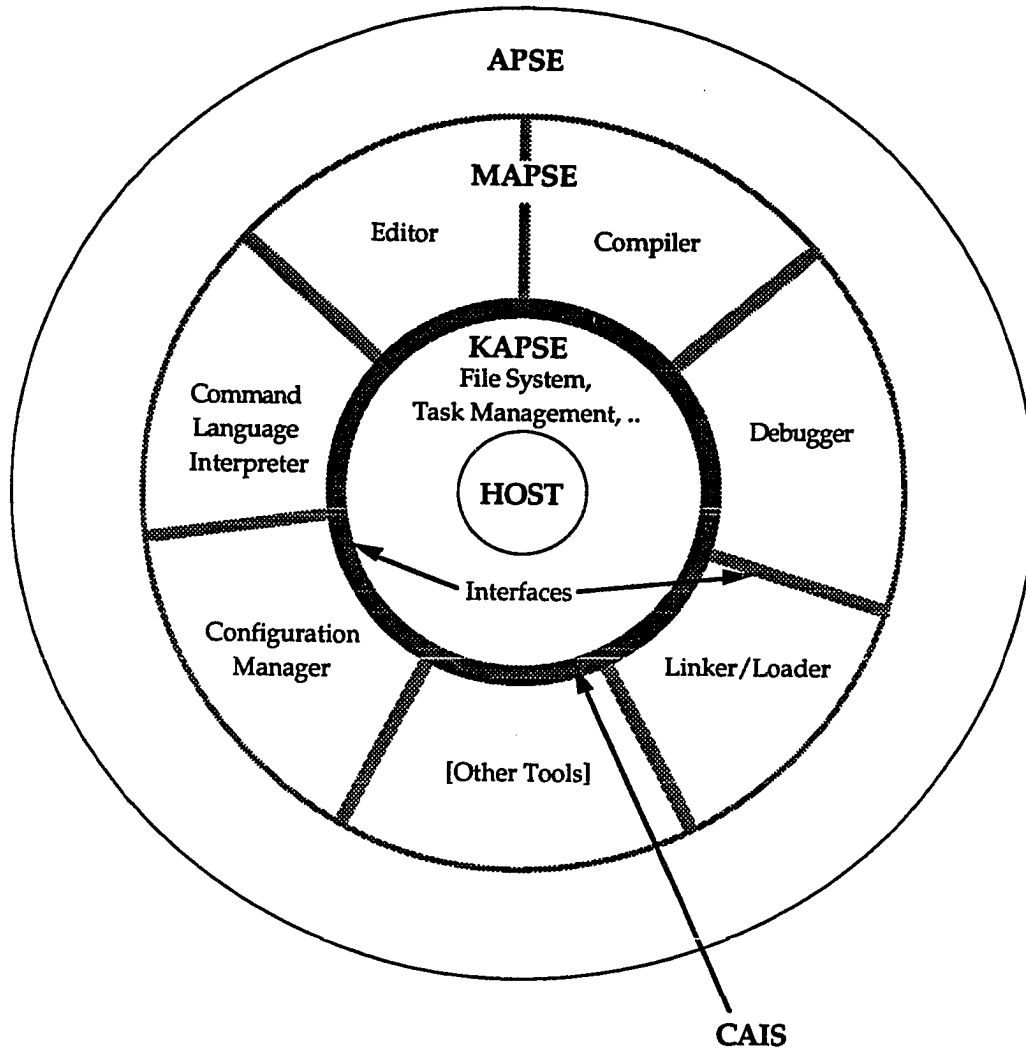 APSE
MAPSE
Editor
Compiler
KAPSE
File System,
Task Management, ..
Command
Language
Interpreter
Debugger
HOST
Interfaces
Configuration
Manager
Linker/Loader
[Other Tools]
CAIS